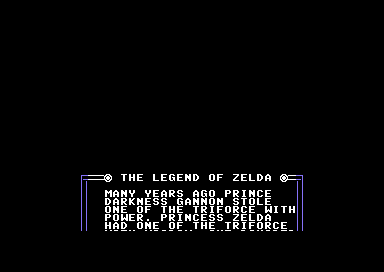 THE LEGEND OF ZELDA
MANY YEARS AGO PRINCE
DARKNESS GANNON STOLE
ONE OF THE TRIFORCE WITH
POWER. PRINCESS ZELDA
HAD ONE OF THE TRIFORCE